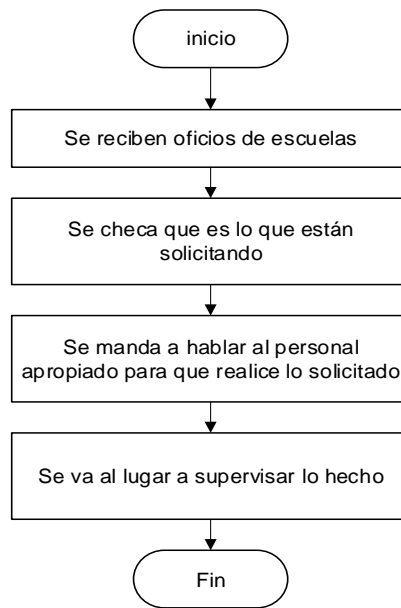 inicio
Se reciben oficios de escuelas
Se checa que es lo que están
solicitando
Se manda a hablar al personal
apropiado para que realice lo solicitado
Se va al lugar a supervisar lo hecho
Fin